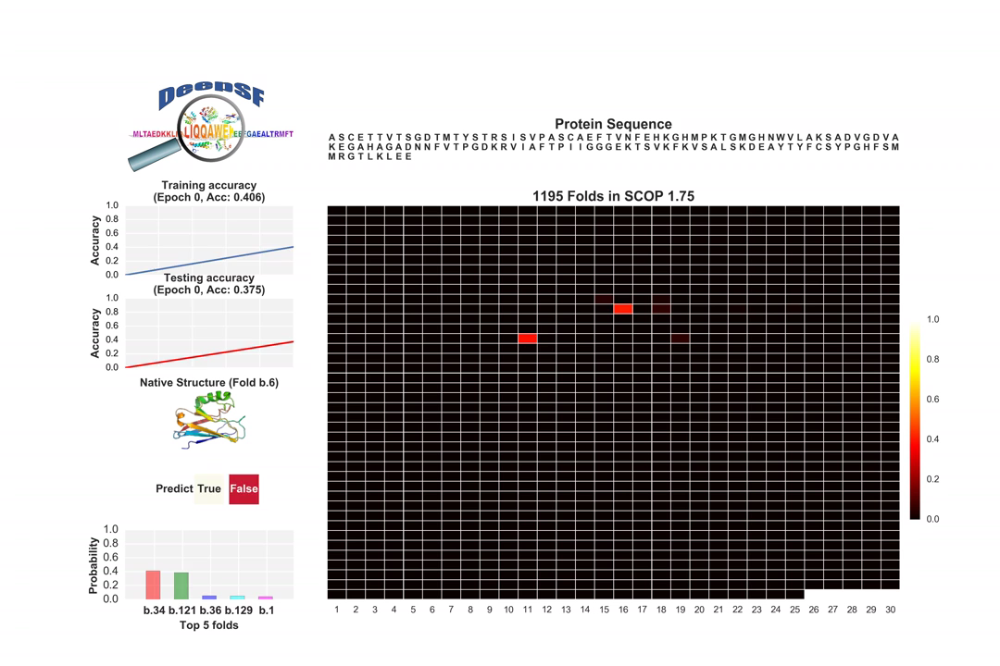 DeepSF
MLTAEDKKLI LIQQAWE EEFGAEALTRMFT
Protein Sequence
A S C E T T V T S G D T M T Y S T R S I S V P A S C A E F T V N F E H K G H M P K T G M G H N W V L A K S A D V G D V A
K E G A H A G A D N N F V T P G D K R V I A F T P I I G G G E K T S V K F K V S A L S K D E A Y T Y F C S Y P G H F S M
M R G T L K L E E
Training accuracy
(Epoch 0, Acc: 0.406)
Accuracy
1.0
0.8
0.6
0.4
0.2
0.0
Testing accuracy
(Epoch 0, Acc: 0.375)
Accuracy
1.0
0.8
0.6
0.4
0.2
0.0
Native Structure (Fold b.6)
Predict True False
Probability
1.0
0.8
0.6
0.4
0.2
0.0
b.34 b.121 b.36 b.129 b.1
Top 5 folds
1195 Folds in SCOP 1.75
1 2 3 4 5 6 7 8 9 10 11 12 13 14 15 16 17 18 19 20 21 22 23 24 25 26 27 28 29 30
1.0
0.8
0.6
0.4
0.2
0.0